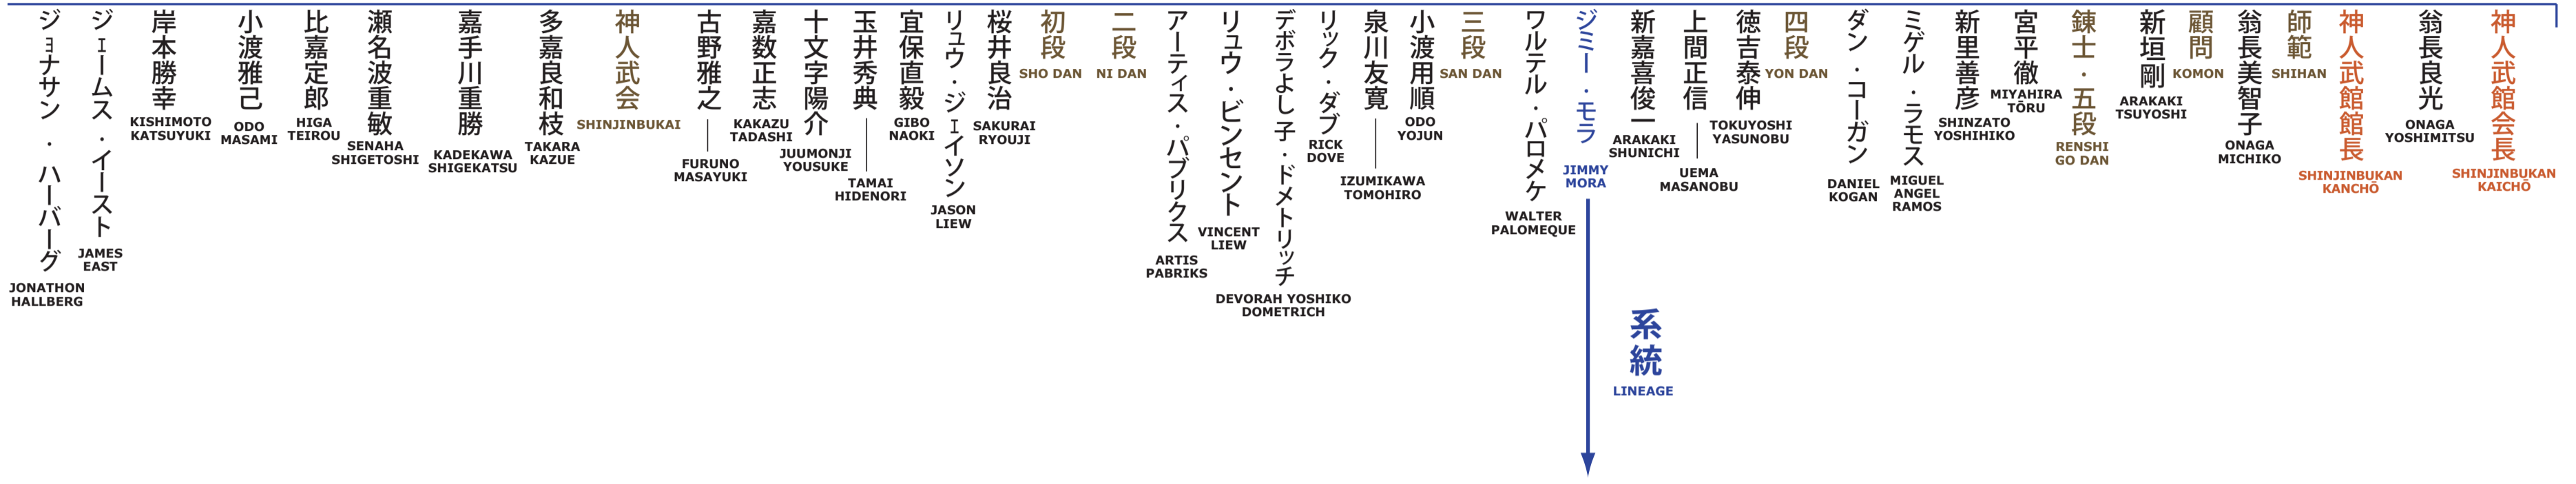 神人武館会長
SHINJINBUKAN
KAICHŌ
翁長良光
ONAGA
YOSHIMITSU
神人武館館長
SHINJINBUKAN
KANCHŌ
師範
SHIHAN
翁長美智子
ONAGA
MICHIKO
顧問
KOMON
新垣剛
ARAKAKI
TSUYOSHI
錬士・五段
RENSHI
GO DAN
宮平徹
MIYAHIRA
TŌRU
新里善彦
SHINZATO
YOSHIHIKO
ミゲル・ラモス
MIGUEL
ANGEL
RAMOS
ダン・コーガン
DANIEL
KOGAN
四段
YON DAN
徳吉泰伸
TOKUYOSHI
YASUNOBU
上間正信
UEMA
MASANOBU
新嘉喜俊一
ARAKAKI
SHUNICHI
ジミー・モラ
JIMMY
MORA
系統
LINEAGE
ワルテル・パロメケ
WALTER
PALOMEQUE
三段
SAN DAN
小渡用順
ODO
YOJUN
泉川友寛
IZUMIKAWA
TOMOHIRO
リック・ダブ
RICK
DOVE
デボラよし子・ドメトリッチ
DEVORAH YOSHIKO
DOMETRICH
リュウ・ビンセント
VINCENT
LIEW
アーティス・パブリクス
ARTIS
PABRIKS
二段
NI DAN
初段
SHO DAN
桜井良治
SAKURAI
RYOUJI
リュウ・ジェイソン
JASON
LIEW
宜保直毅
GIBO
NAOKI
玉井秀典
TAMAI
HIDENORI
十文字陽介
JUUMONJI
YOUSUKE
嘉数正志
KAKAZU
TADASHI
古野雅之
FURUNO
MASAYUKI
神人武会
SHINJINBUKAI
多嘉良和枝
TAKARA
KAZUE
嘉手川重勝
KADEKAWA
SHIGEKATSU
瀬名波重敏
SENAHA
SHIGETOSHI
比嘉定郎
HIGA
TEIROU
小渡雅己
ODO
MASAMI
岸本勝幸
KISHIMOTO
KATSUYUKI
ジェームス・イースト
JAMES
EAST
ジョナサン・ハーバーグ
JONATHON
HALLBERG